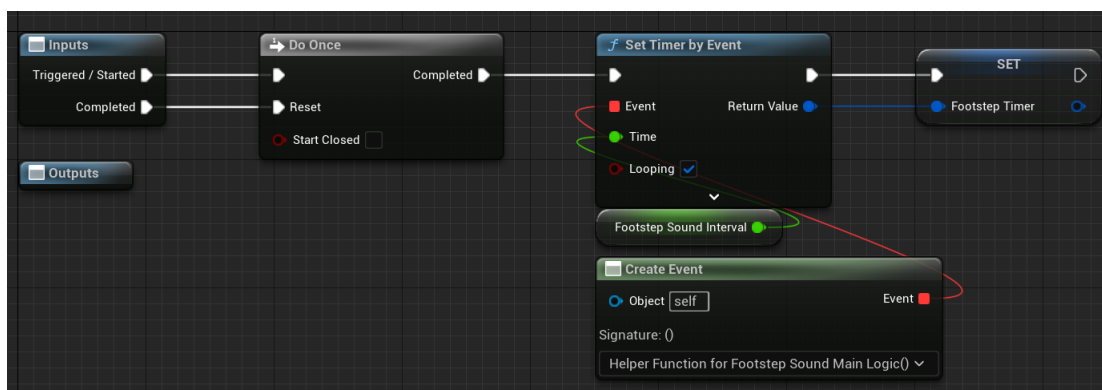 Inputs
Triggered / Started
Completed
Outputs
Do Once
Completed
Reset
Start Closed
f Set Timer by Event
Event
Return Value
Time
Looping
SET
Footstep Timer
Footstep Sound Interval
Create Event
Object self
Event
Signature: ()
Helper Function for Footstep Sound Main Logic()